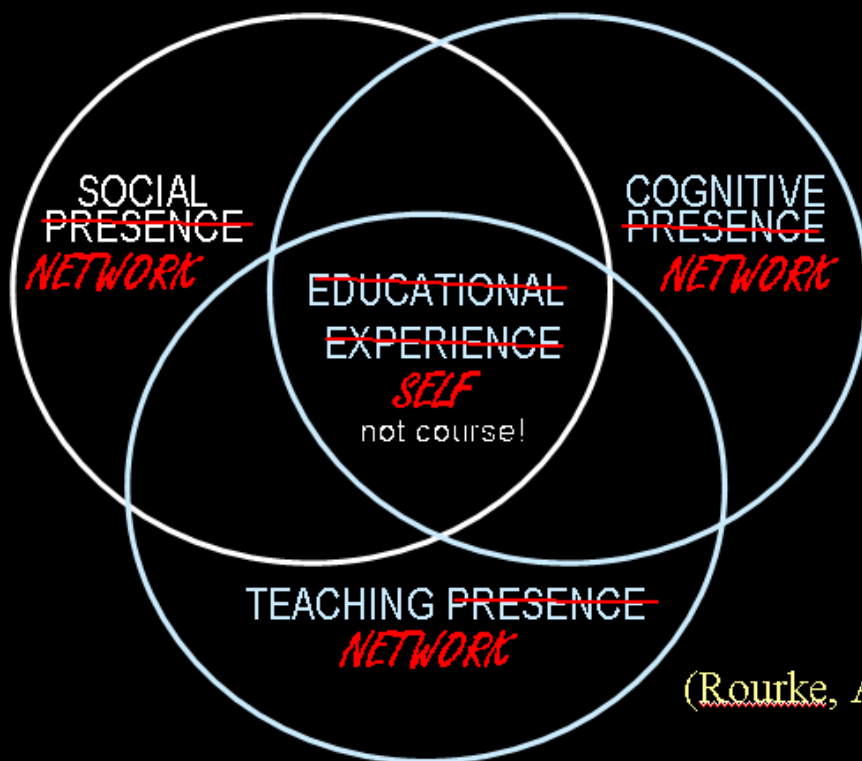 SOCIAL
PRESENCE
NETWORK
COGNITIVE
PRESENCE
NETWORK
EDUCATIONAL
EXPERIENCE
SELF
not course!
TEACHING PRESENCE
NETWORK
(Rourke,